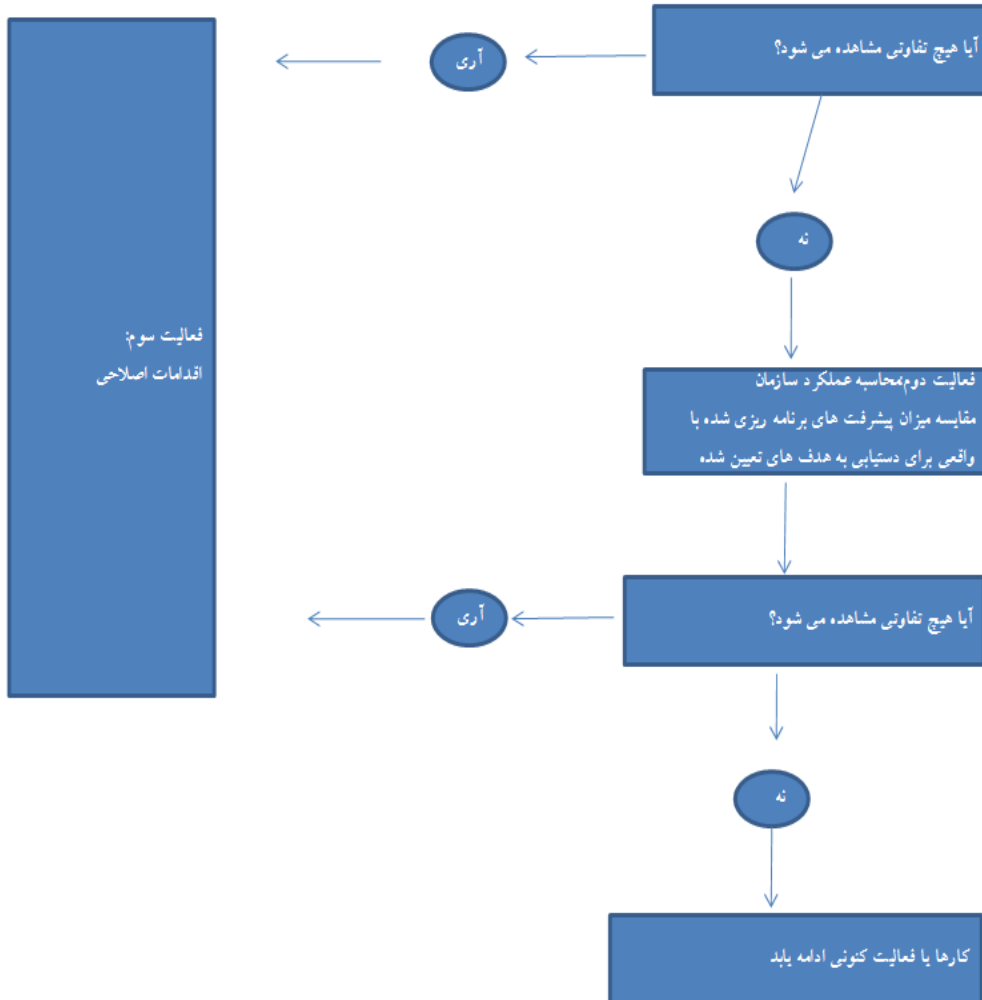 آیا هیچ تفاوتی مشاهده می شود؟
آری
نه
فعالیت سوم:
اقدامات اصلاحی
فعالیت دوم:محاسبه عملکرد سازمان
مقایسه میزان پیشرفت های برنامه ریزی شده با
واقعی برای دستیابی به هدف های تعیین شده
آیا هیچ تفاوتی مشاهده می شود؟
آری
نه
کارها یا فعالیت کنونی ادامه یابد